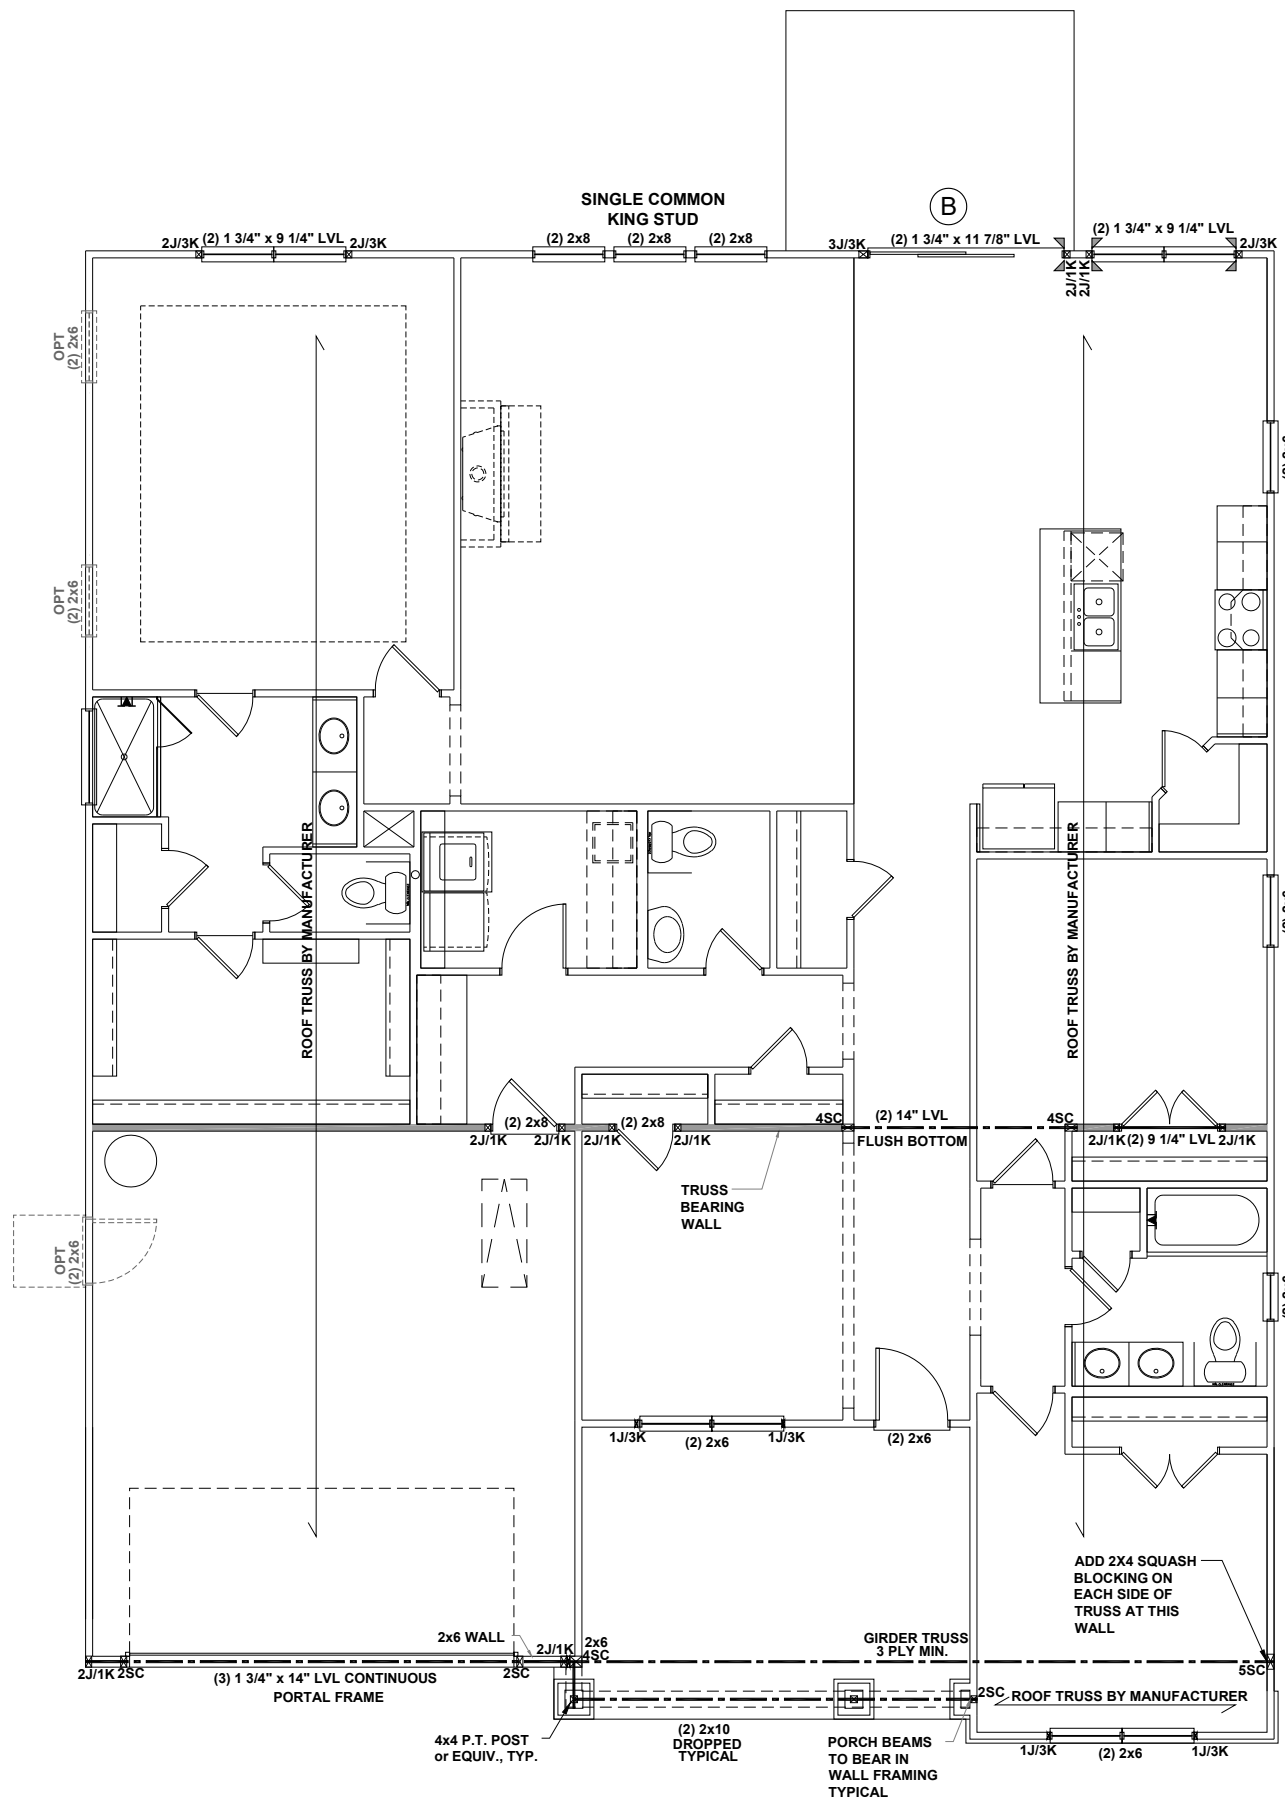 SINGLE COMMON
KING STUD
B
2J/3K
(2) 1 3/4" x 9 1/4" LVL
2J/3K
(2) 2x8
(2) 2x8
(2) 2x8
3J/3K
(2) 1 3/4" x 11 7/8" LVL
(2) 1 3/4" x 9 1/4" LVL
2J/3K
2J/1K
2J/1K
OPT
(2) 2x6
OPT
(2) 2x6
ROOF TRUSS BY MANUFACTURER
ROOF TRUSS BY MANUFACTURER
2J/1K
(2) 2x8
2J/1K
2J/1K
(2) 2x8
2J/1K
4SC
(2) 14" LVL
FLUSH BOTTOM
4SC
2J/1K
(2) 9 1/4" LVL
2J/1K
TRUSS
BEARING
WALL
OPT
(2) 2x6
1J/3K
(2) 2x6
1J/3K
(2) 2x6
ADD 2X4 SQUASH
BLOCKING ON
EACH SIDE OF
TRUSS AT THIS
WALL
2x6 WALL
2J/1K
2x6
4SC
GIRDER TRUSS
3 PLY MIN.
2J/1K
2SC
(3) 1 3/4" x 14" LVL CONTINUOUS
PORTAL FRAME
2SC
5SC
2SC
ROOF TRUSS BY MANUFACTURER
4x4 P.T. POST
or EQUIV., TYP.
(2) 2x10
DROPPED
TYPICAL
PORCH BEAMS
TO BEAR IN
WALL FRAMING
TYPICAL
1J/3K
(2) 2x6
1J/3K